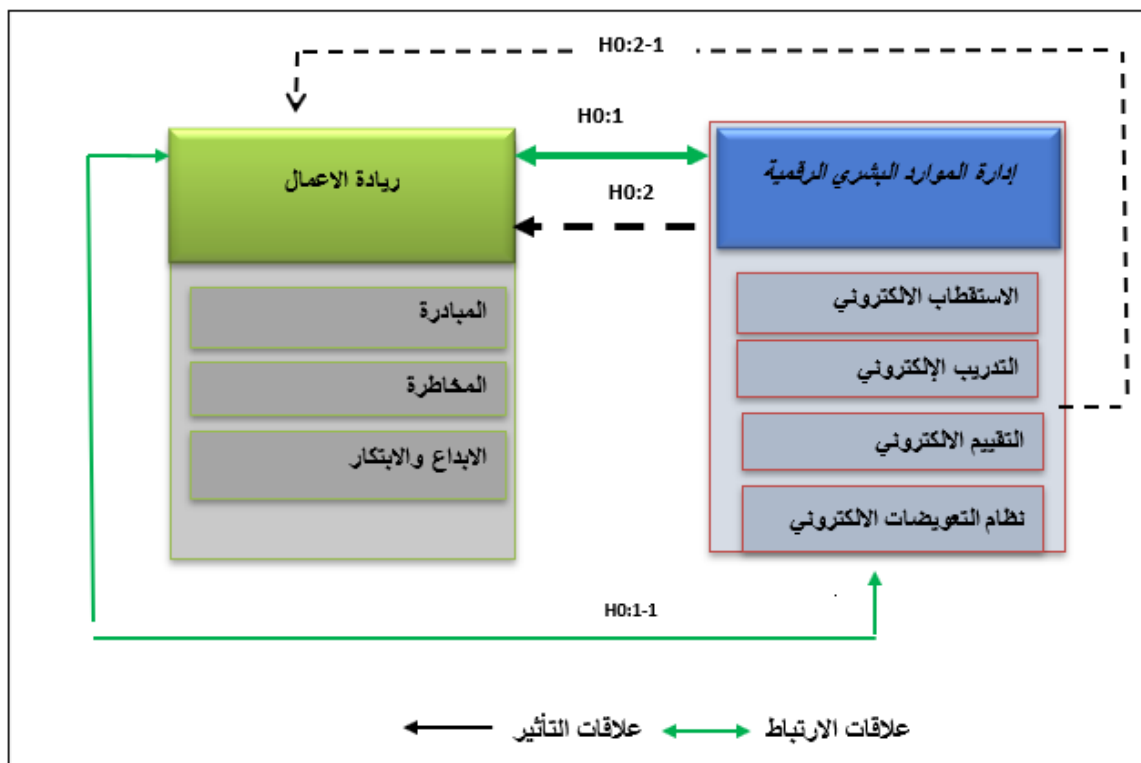 H0:2-1
H0:1
إدارة الموارد البشري الرقمية
ريادة الاعمال
H0:2
الاستقطاب الالكتروني
التدريب الإلكتروني
التقييم الالكتروني
نظام التعويضات الالكتروني
المبادرة
المخاطرة
الابداع والابتكار
H0:1-1
علاقات الارتباط
علاقات التأثير